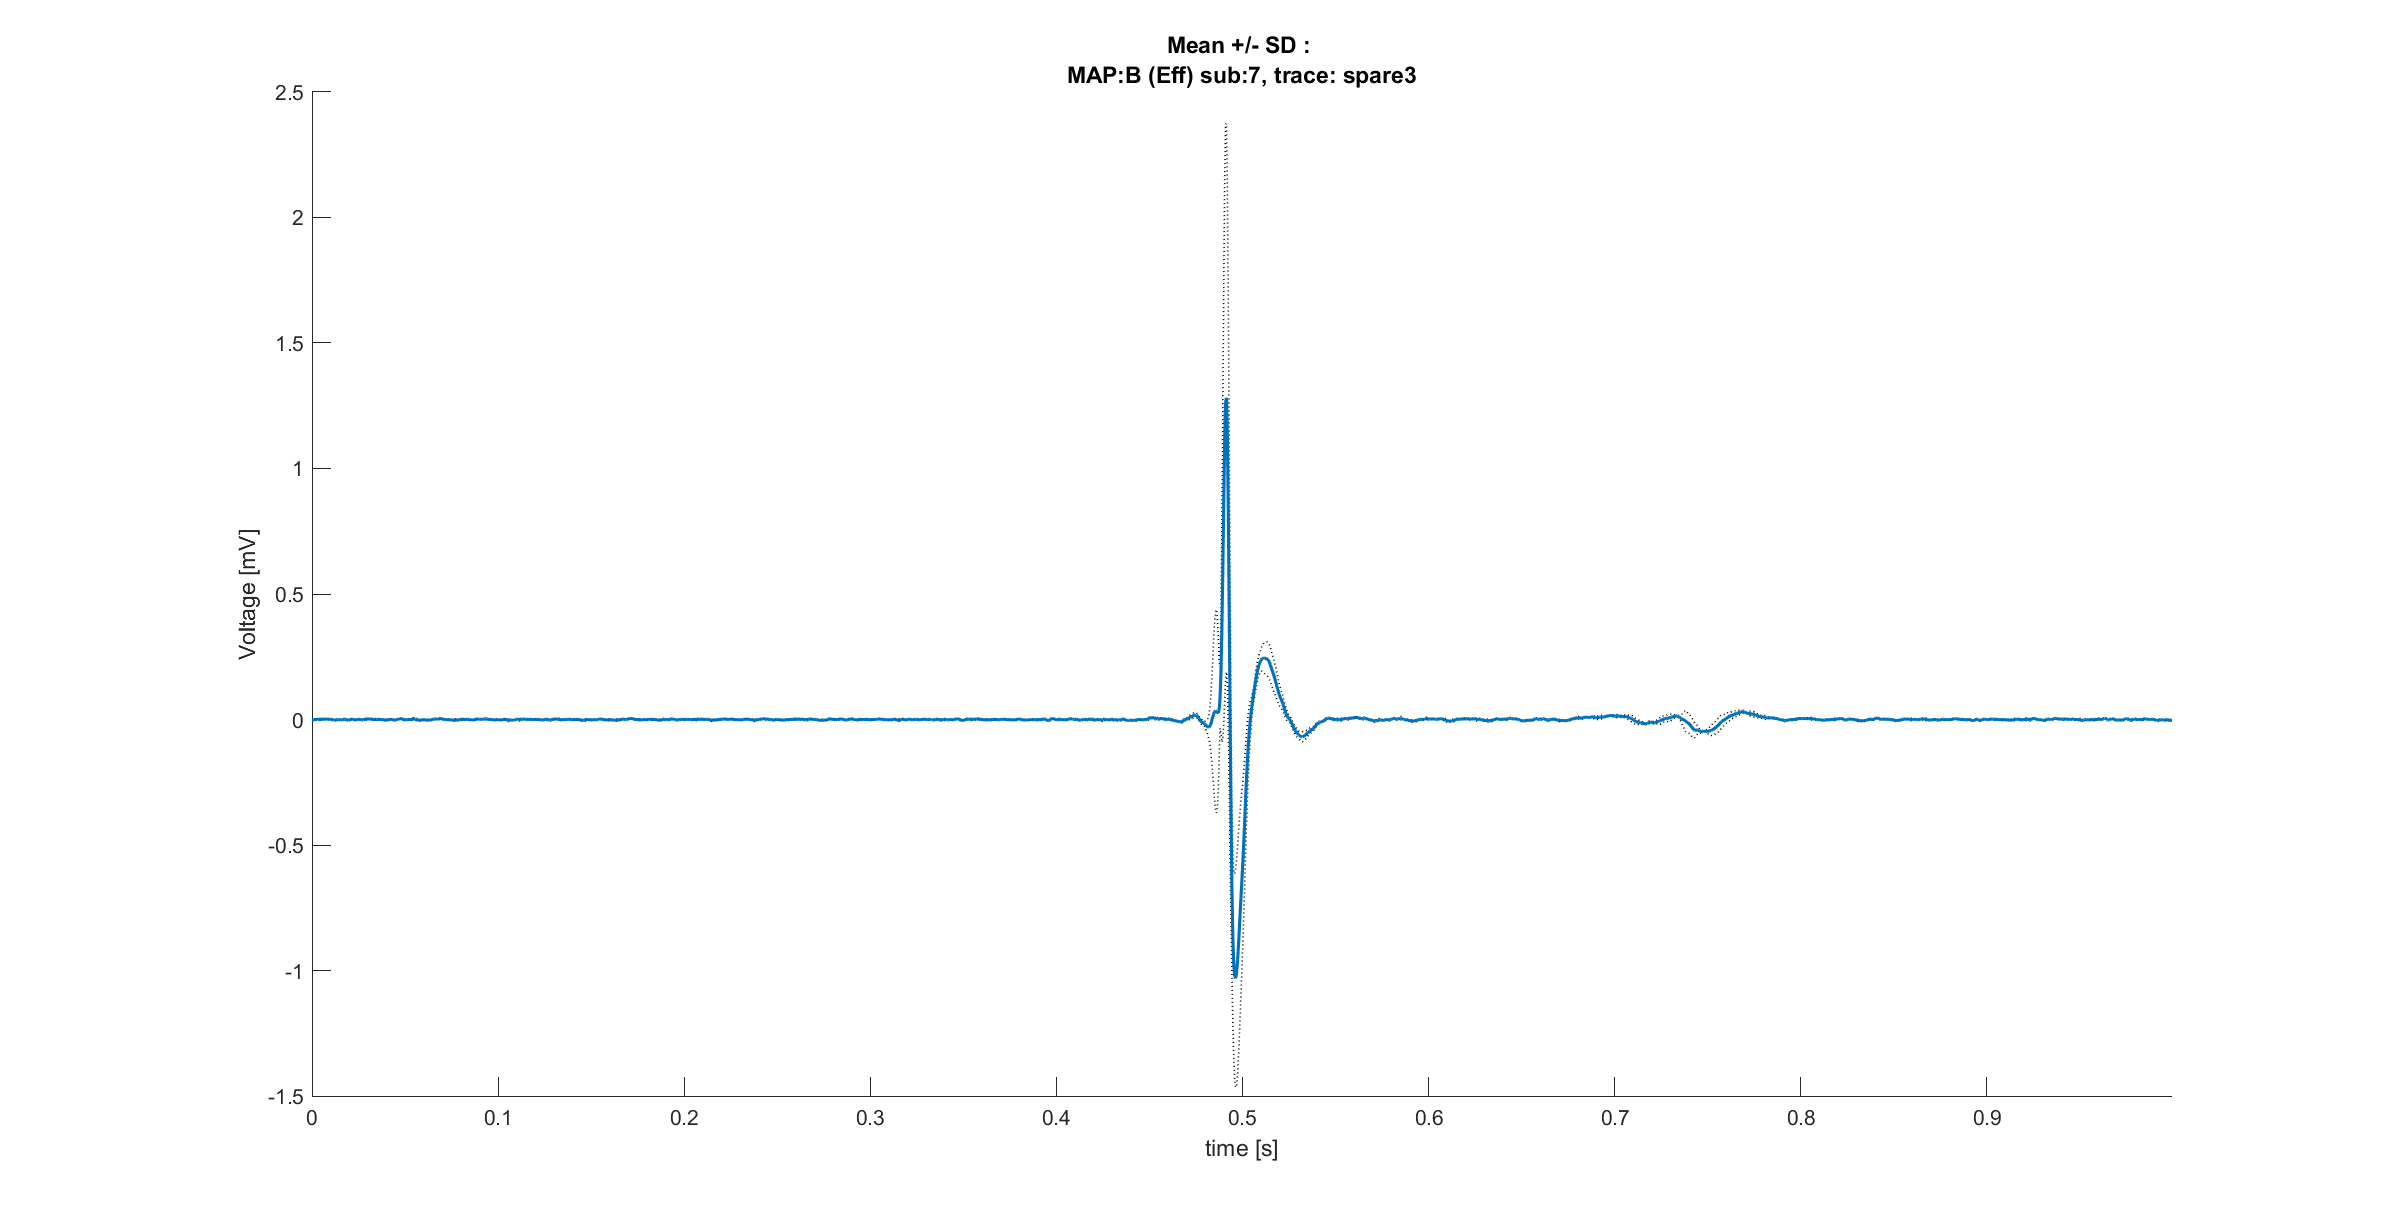 Mean +/- SD :
MAP:B (Eff) sub:7, trace: spare3
2.5
2
1.5
1
0.5
0
-0.5
-1
-1.5
Voltage [mV]
0 0.1 0.2 0.3 0.4 0.5 0.6 0.7 0.8 0.9
time [s]